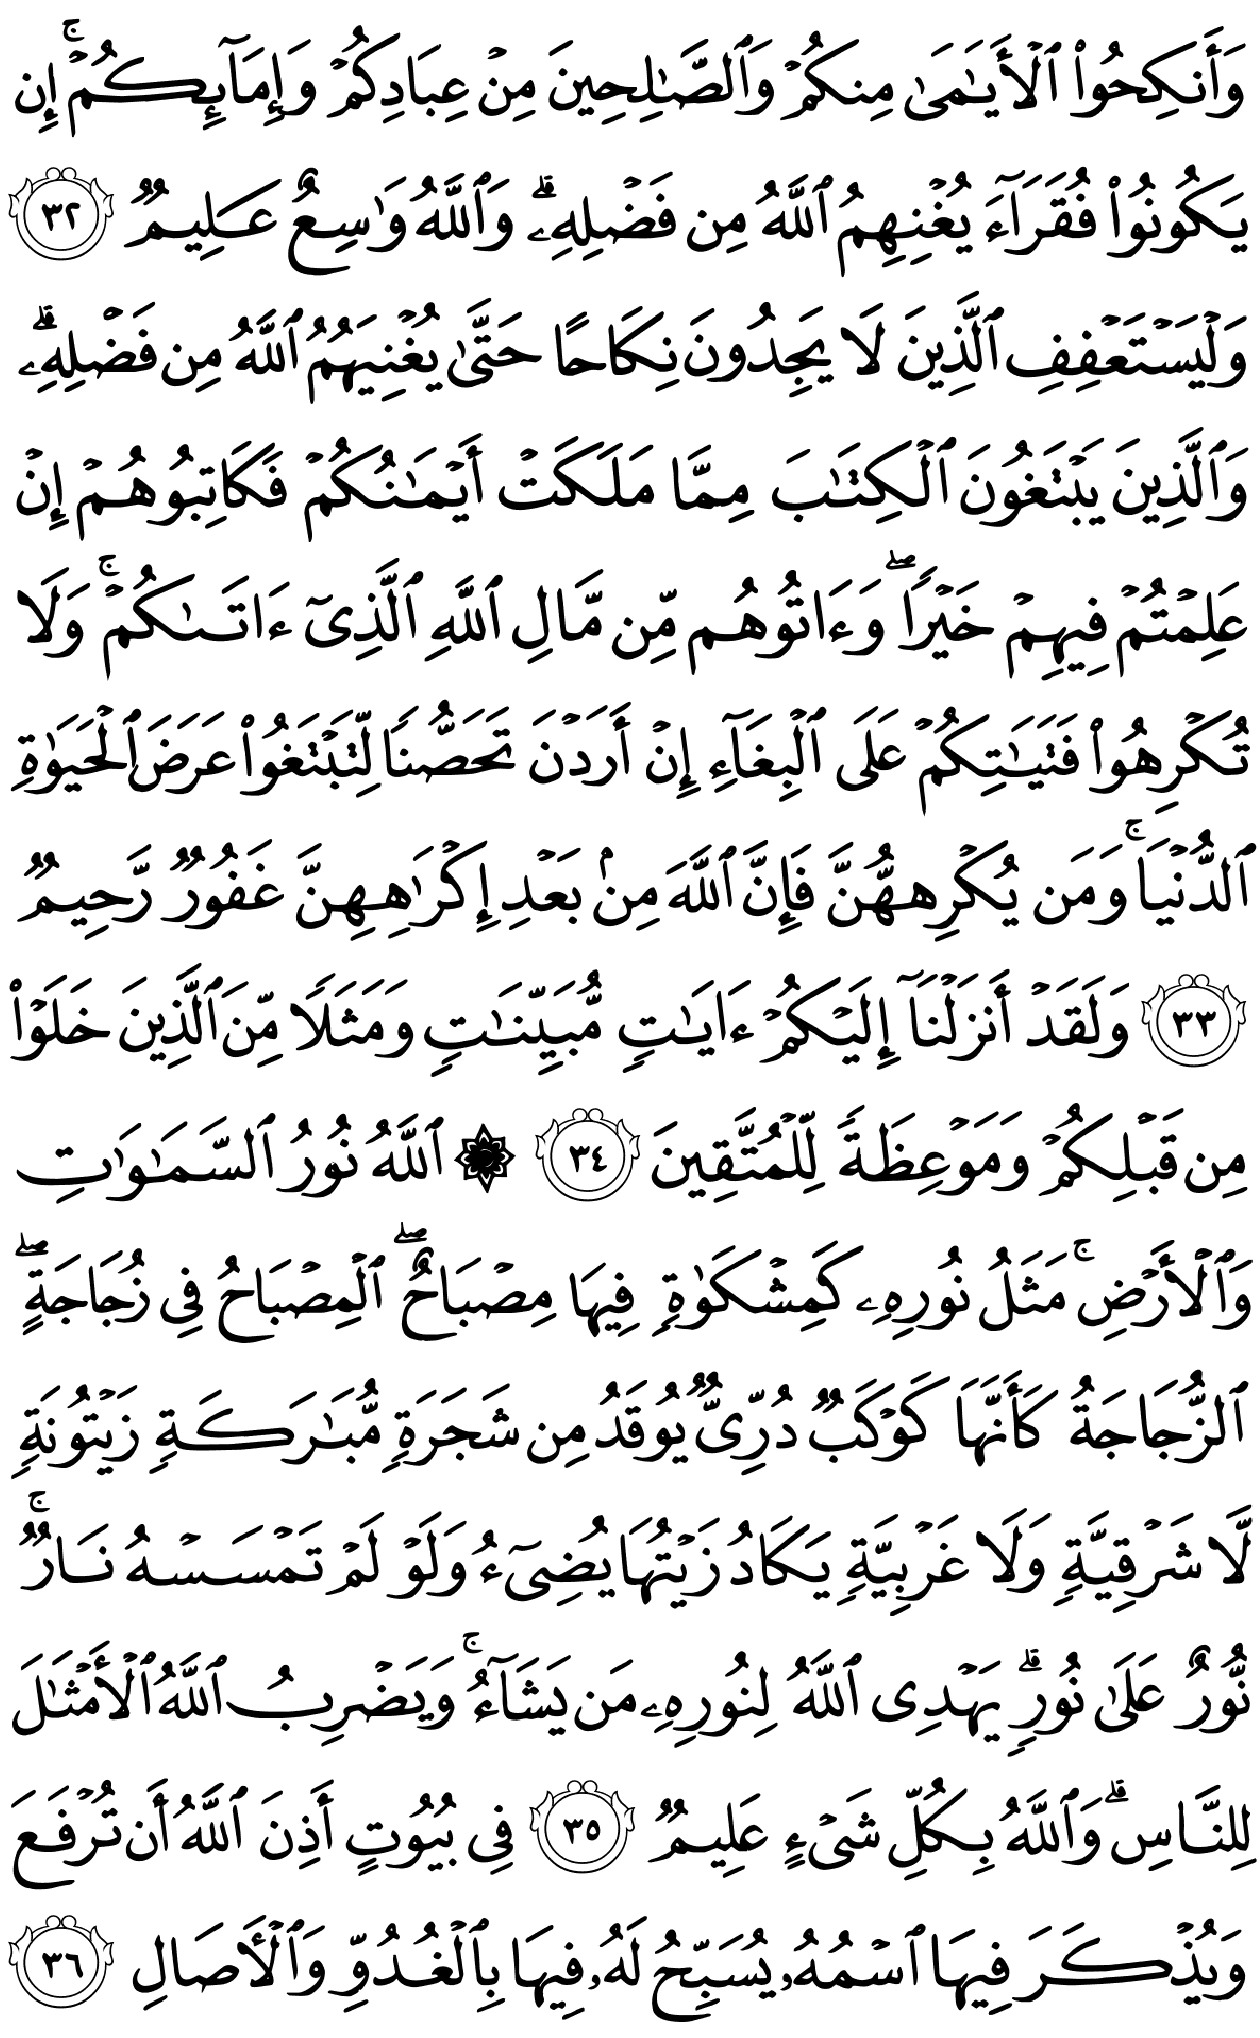 وَأَنكِحُوا۟ ٱلْأَيَـٰمَىٰ مِنكُمْ وَٱلصَّـٰلِحِينَ مِنْ عِبَادِكُمْ وَإِمَآئِكُمْ ۚ إِن
يَكُونُوا۟ فُقَرَآءَ يُغْنِهِمُ ٱللَّهُ مِن فَضْلِهِۦ ۗ وَٱللَّهُ وَٰسِعٌ عَلِيمٌ ٣٢
وَلْيَسْتَعْفِفِ ٱلَّذِينَ لَا يَجِدُونَ نِكَاحًا حَتَّىٰ يُغْنِيَهُمُ ٱللَّهُ مِن فَضْلِهِۦ ۗ
وَٱلَّذِينَ يَبْتَغُونَ ٱلْكِتَـٰبَ مِمَّا مَلَكَتْ أَيْمَـٰنُكُمْ فَكَاتِبُوهُمْ إِنْ
عَلِمْتُمْ فِيهِمْ خَيْرًا ۖ وَءَاتُوهُم مِّن مَّالِ ٱللَّهِ ٱلَّذِىٓ ءَاتَـىٰكُمْ ۚ وَلَا
تُكْرِهُوا۟ فَتَيَـٰتِكُمْ عَلَى ٱلْبِغَآءِ إِنْ أَرَدْنَ تَحَصُّنًا لِّتَبْتَغُوا۟ عَرَضَ ٱلْحَيَوٰةِ
ٱلدُّنْيَا ۚ وَمَن يُكْرِههُّنَّ فَإِنَّ ٱللَّهَ مِنۢ بَعْدِ إِكْرَٰهِهِنَّ غَفُورٌ رَّحِيمٌ
٣٣ وَلَقَدْ أَنزَلْنَآ إِلَيْكُمْ ءَايَـٰتٍ مُّبَيِّنَـٰتٍ وَمَثَلًا مِّنَ ٱلَّذِينَ خَلَوْا۟
مِن قَبْلِكُمْ وَمَوْعِظَةً لِّلْمُتَّقِينَ ٣٤ ۞ ٱللَّهُ نُورُ ٱلسَّمَـٰوَٰتِ
وَٱلْأَرْضِ ۚ مَثَلُ نُورِهِۦ كَمِشْكَوٰةٍ فِيهَا مِصْبَاحٌ ۖ ٱلْمِصْبَاحُ فِى زُجَاجَةٍ ۖ
ٱلزُّجَاجَةُ كَأَنَّهَا كَوْكَبٌ دُرِّىٌّ يُوقَدُ مِن شَجَرَةٍ مُّبَـٰرَكَةٍ زَيْتُونَةٍ
لَّا شَرْقِيَّةٍ وَلَا غَرْبِيَّةٍ يَكَادُ زَيْتُهَا يُضِىٓءُ وَلَوْ لَمْ تَمْسَسْهُ نَارٌ ۚ
نُّورٌ عَلَىٰ نُورٍ ۗ يَهْدِى ٱللَّهُ لِنُورِهِۦ مَن يَشَآءُ ۚ وَيَضْرِبُ ٱللَّهُ ٱلْأَمْثَـٰلَ
لِلنَّاسِ ۗ وَٱللَّهُ بِكُلِّ شَىْءٍ عَلِيمٌ ٣٥ فِى بُيُوتٍ أَذِنَ ٱللَّهُ أَن تُرْفَعَ
وَيُذْكَرَ فِيهَا ٱسْمُهُۥ يُسَبِّحُ لَهُۥ فِيهَا بِٱلْغُدُوِّ وَٱلْـَٔاصَالِ ٣٦